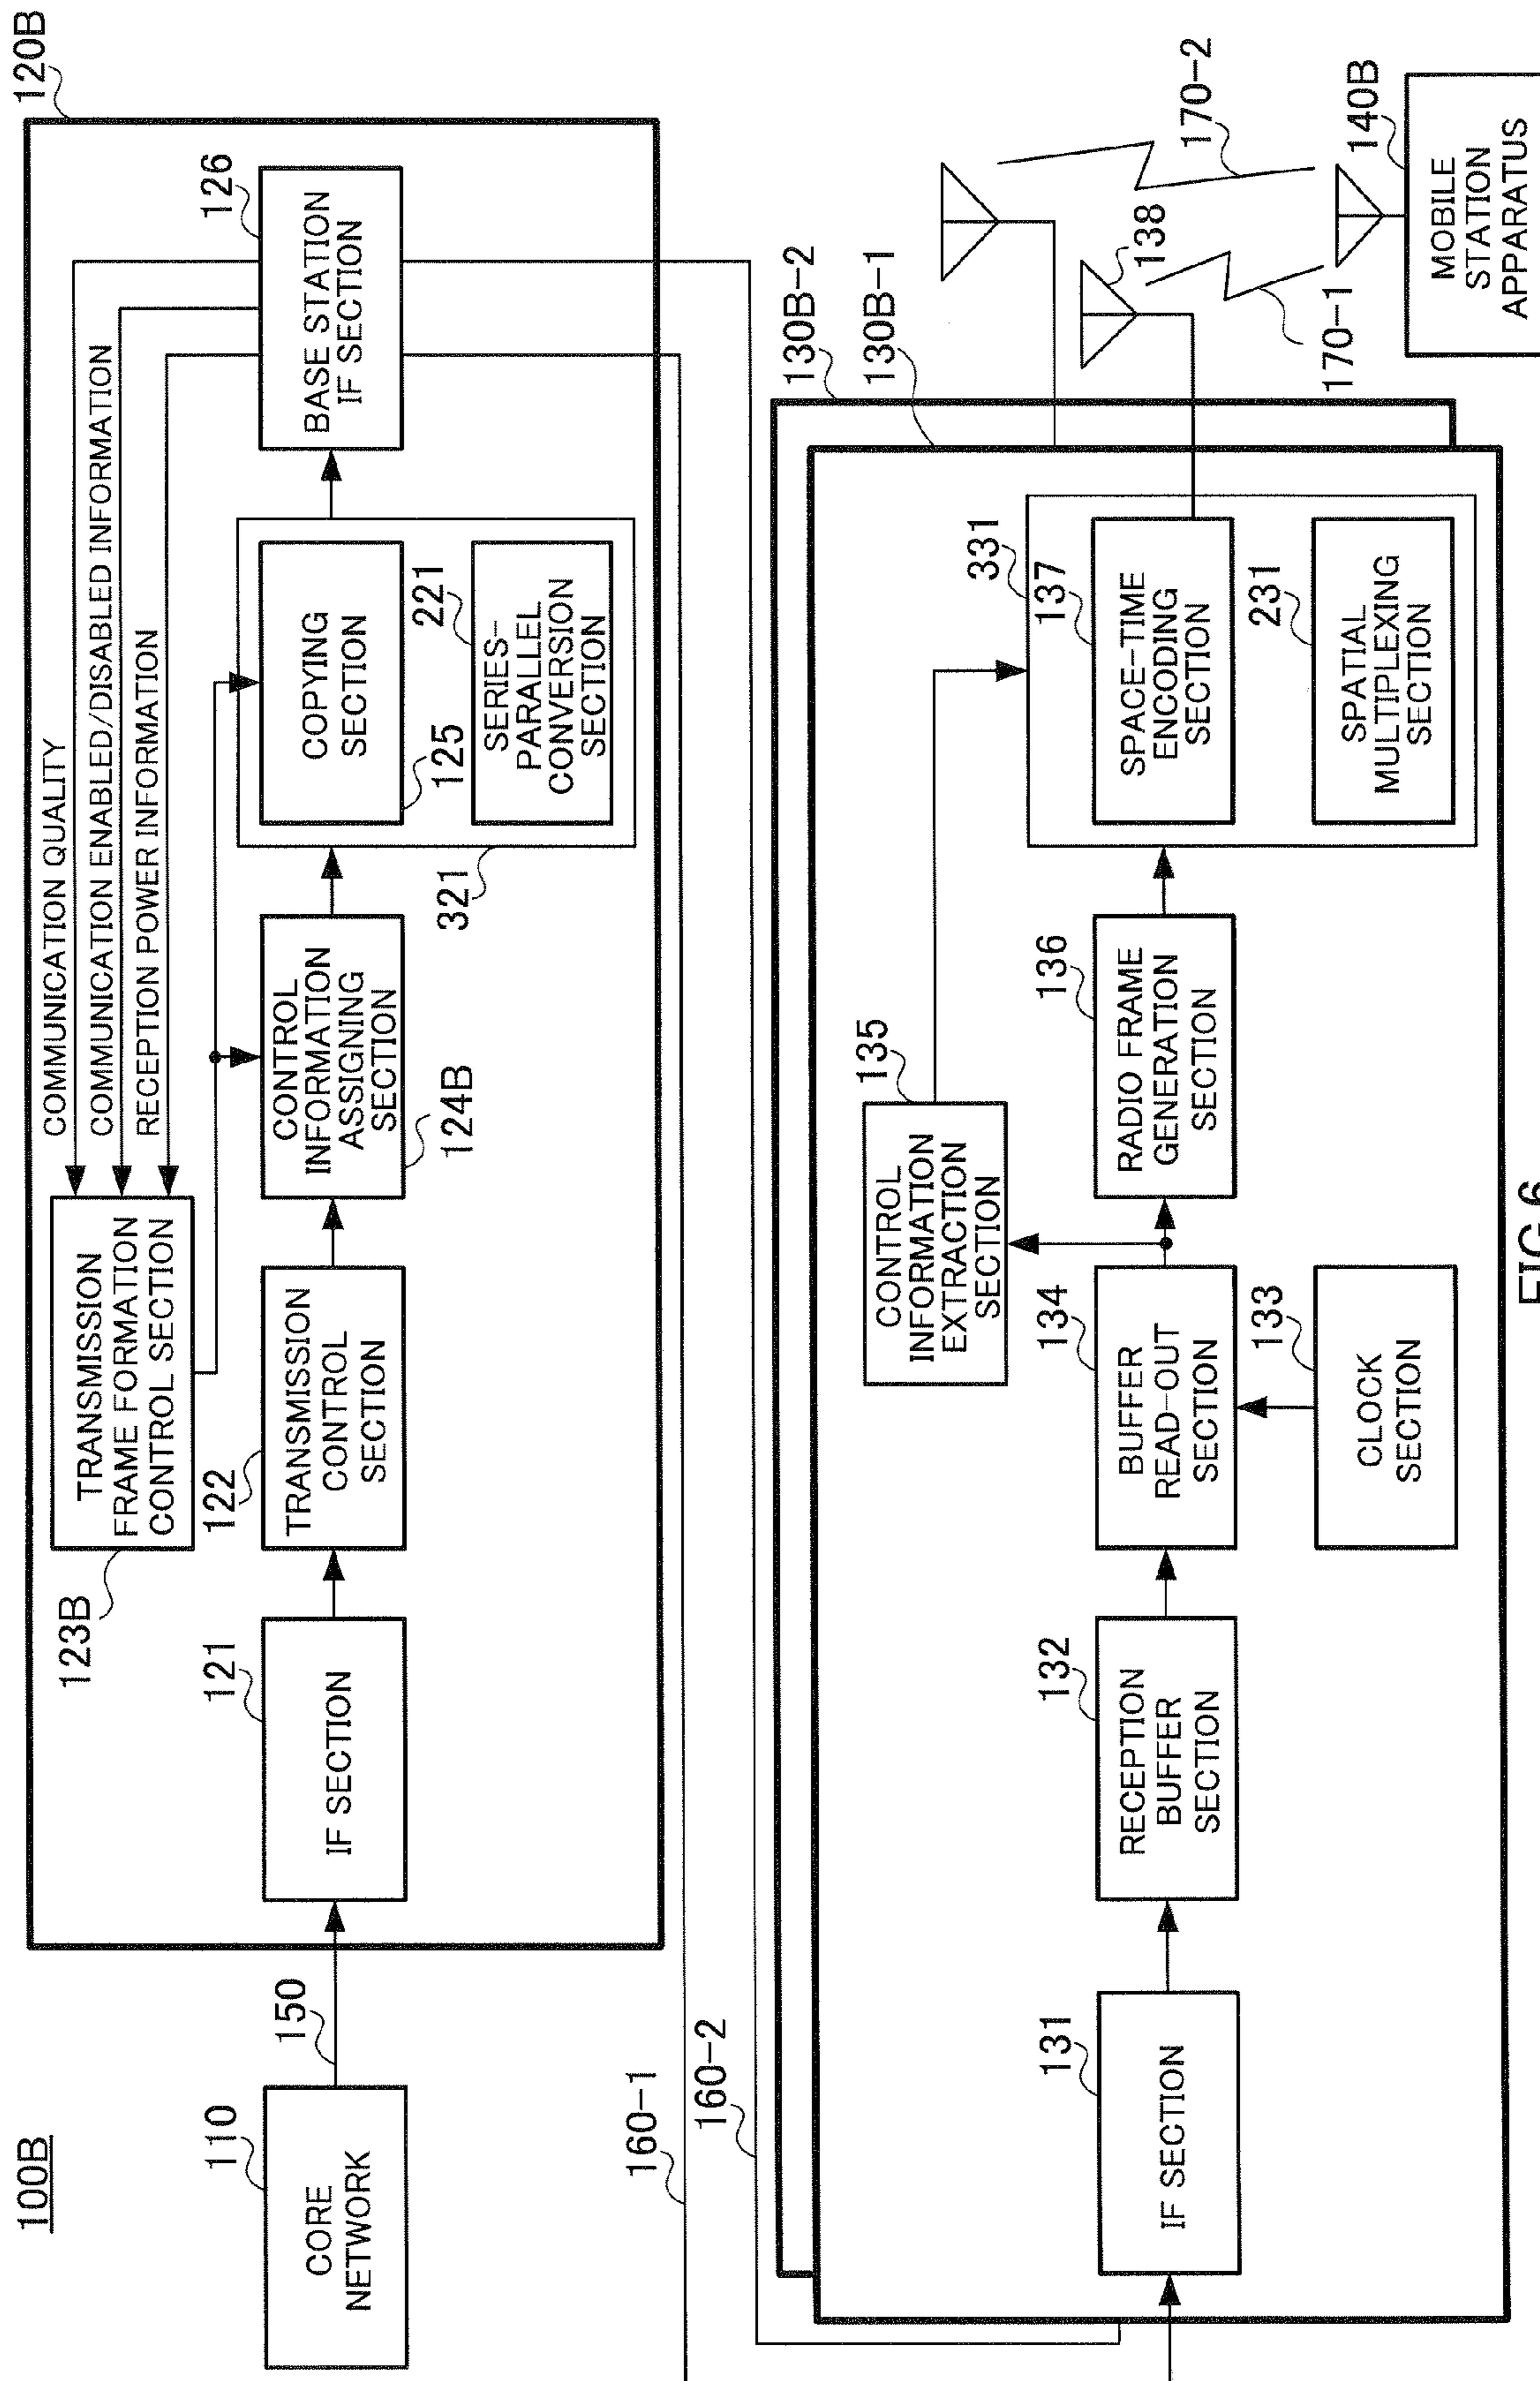 100B
120B
COMMUNICATION QUALITY
COMMUNICATION ENABLED/DISABLED INFORMATION
RECEPTION POWER INFORMATION
123B
TRANSMISSION
FRAME FORMATION
CONTROL SECTION
110
CORE
NETWORK
150
121
IF SECTION
122
TRANSMISSION
CONTROL
SECTION
124B
CONTROL
INFORMATION
ASSIGNING
SECTION
321
125
COPYING
SECTION
221
SERIES-
PARALLEL
CONVERSION
SECTION
126
BASE STATION
IF SECTION
160-1
160-2
130B-2
130B-1
131
IF SECTION
132
RECEPTION
BUFFER
SECTION
134
BUFFER
READ-OUT
SECTION
133
CLOCK
SECTION
135
CONTROL
INFORMATION
EXTRACTION
SECTION
136
RADIO FRAME
GENERATION
SECTION
331
137
SPACE-TIME
ENCODING
SECTION
231
SPATIAL
MULTIPLEXING
SECTION
138
170-2
170-1
140B
MOBILE
STATION
APPARATUS
FIG.6